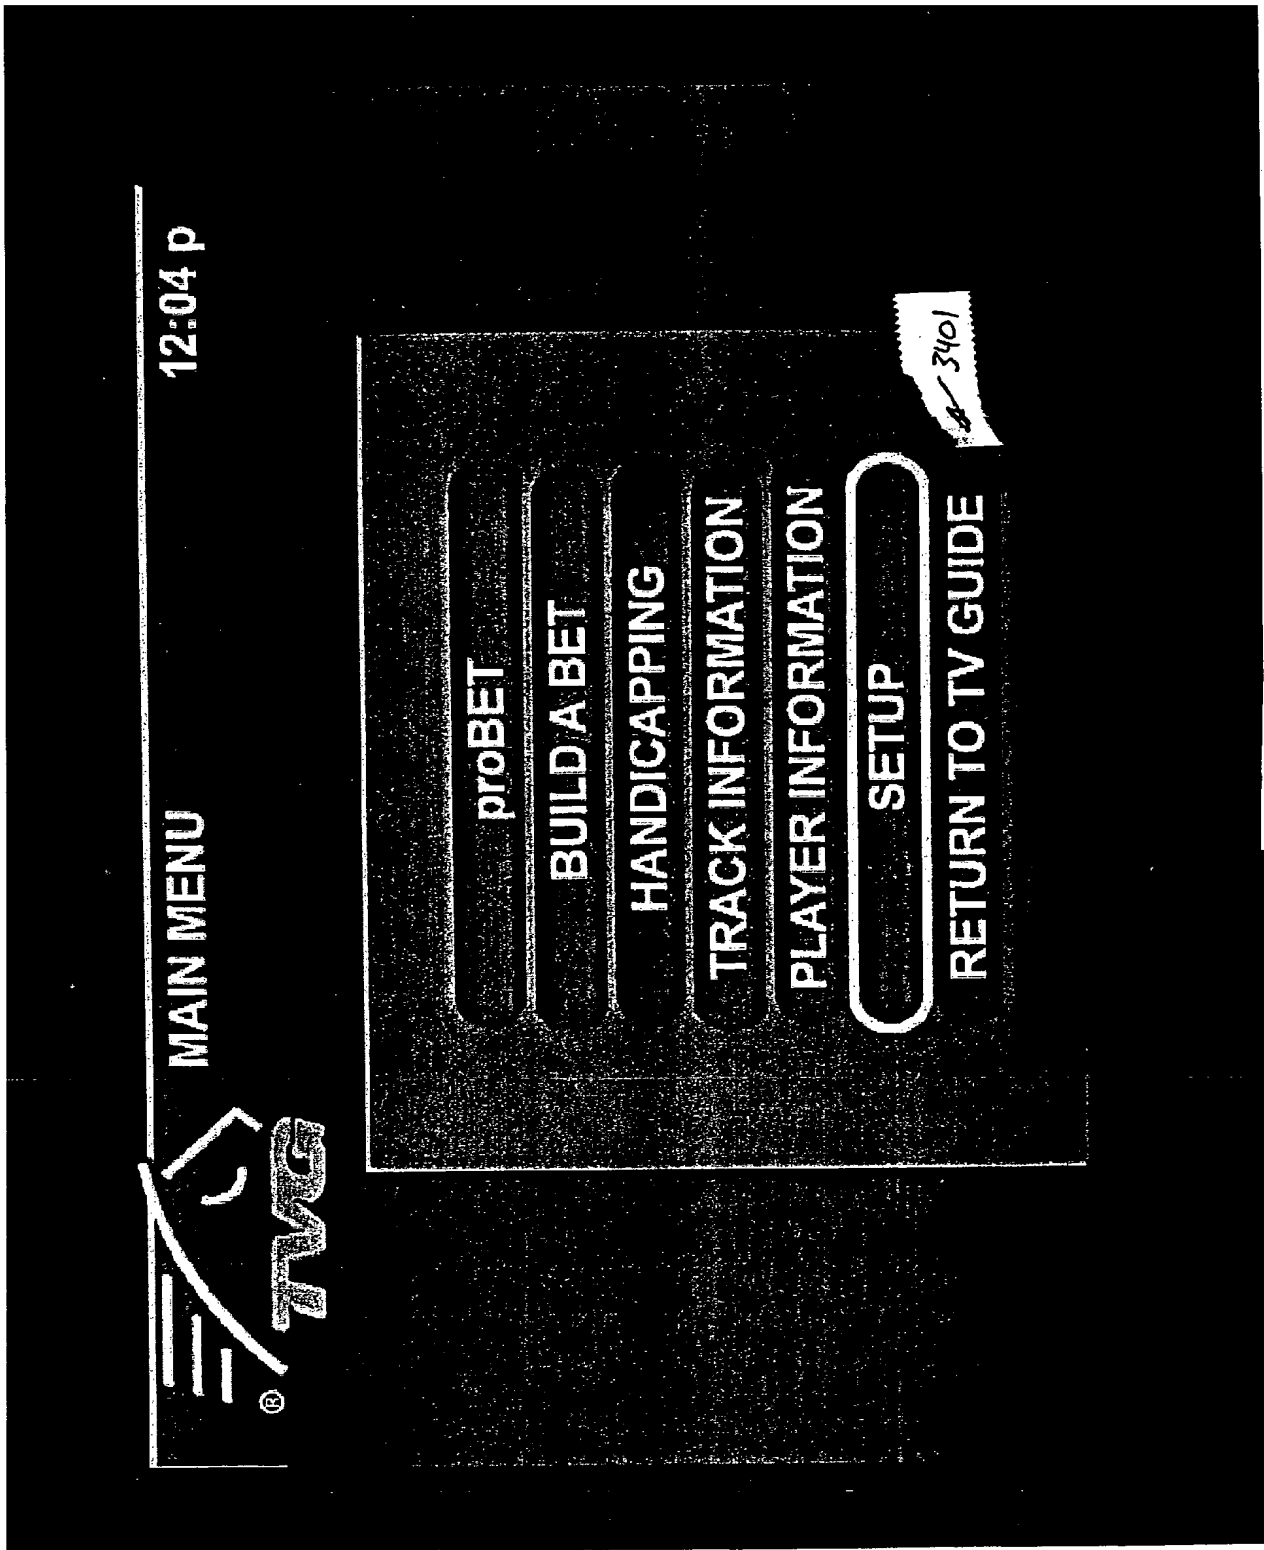 MAIN MENU 12:04 p
TVG
®
proBET
BUILD A BET
HANDICAPPING
TRACK INFORMATION
PLAYER INFORMATION
SETUP
3401
RETURN TO TV GUIDE